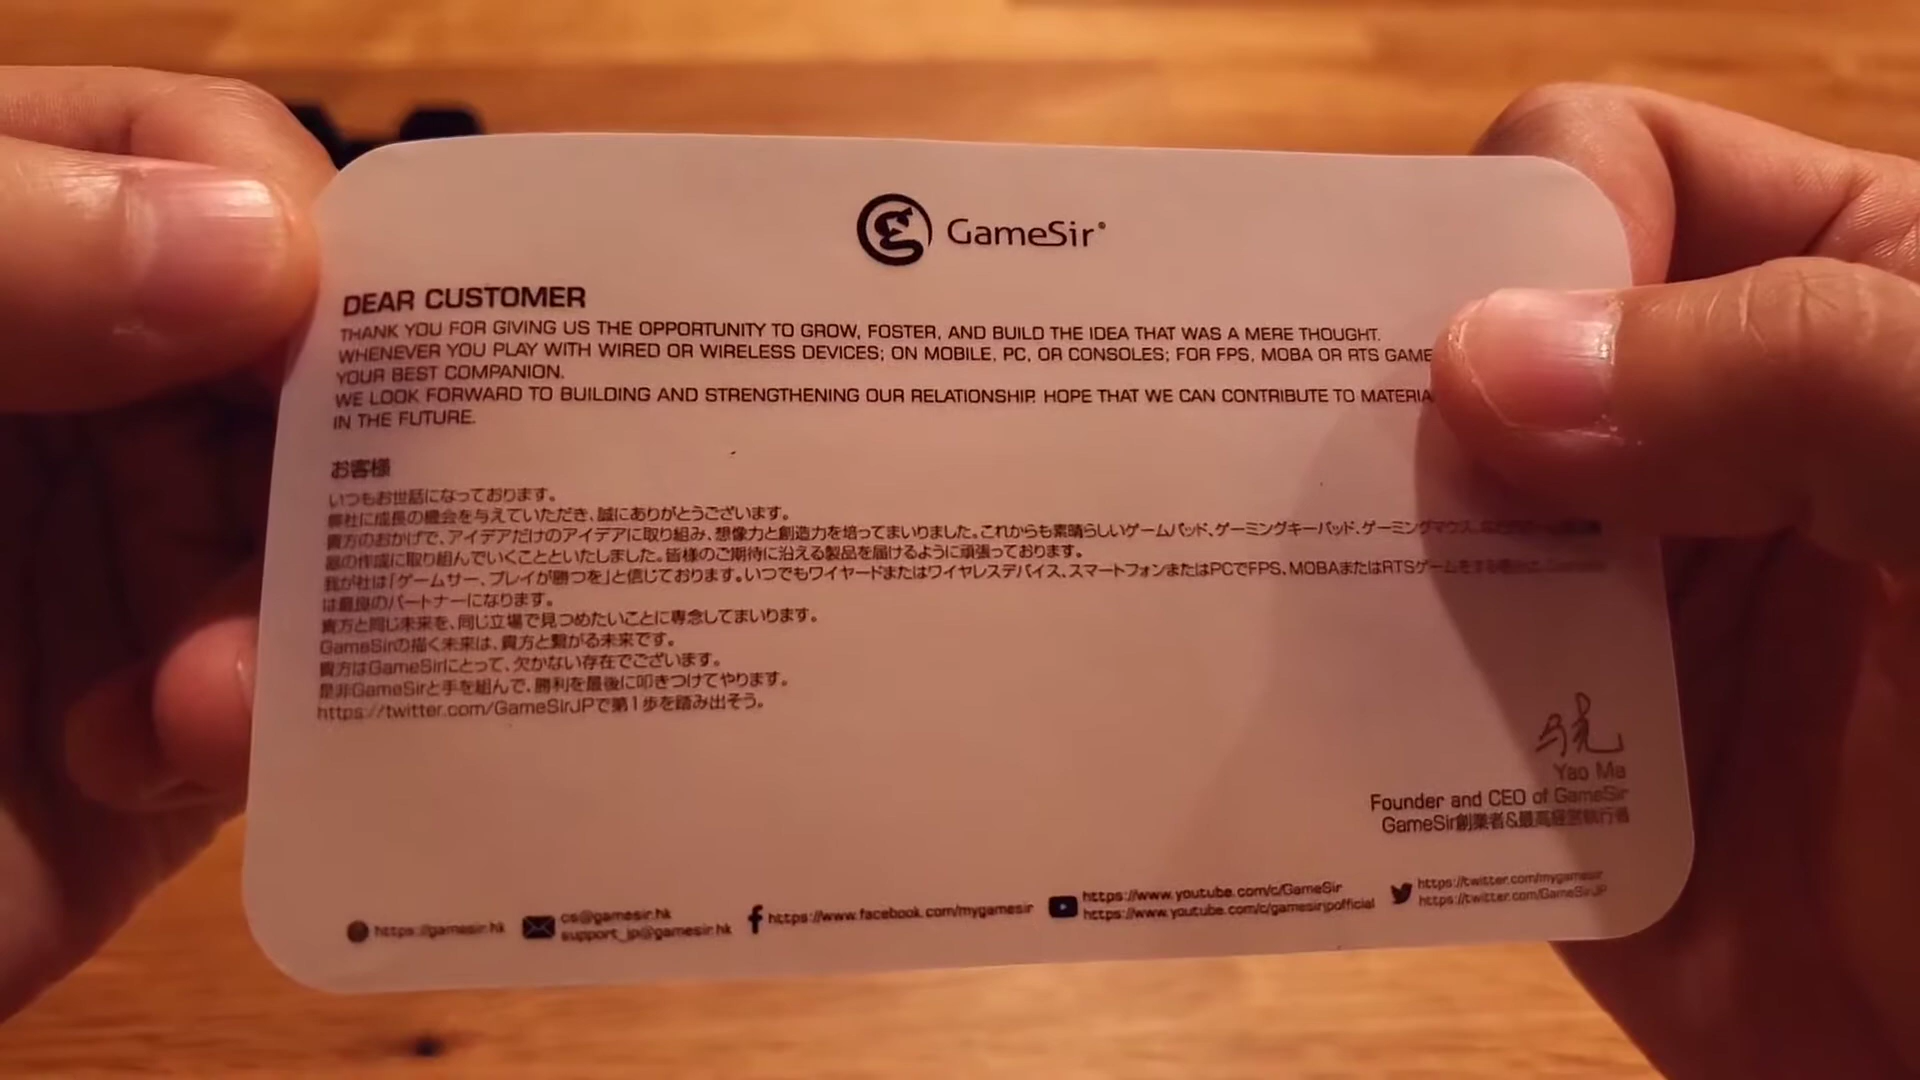 GameSir®
DEAR CUSTOMER
THANK YOU FOR GIVING US THE OPPORTUNITY TO GROW, FOSTER, AND BUILD THE IDEA THAT WAS A MERE THOUGHT.
WHENEVER YOU PLAY WITH WIRED OR WIRELESS DEVICES; ON MOBILE, PC, OR CONSOLES; FOR FPS, MOBA OR RTS
YOUR BEST COMPANION.
WE LOOK FORWARD TO BUILDING AND STRENGTHENING OUR RELATIONSHIP. HOPE THAT WE CAN CONTRIBUTE TO
IN THE FUTURE.
お客様
いつもお世話になっております。
弊社に成長の機会を与えていただき、誠にありがとうございます。
貴方のおかげで、アイデアだけのアイデアに取り組み、想像力と創造力を培ってまいりました。これからも素晴らしいゲームパッド、ゲーミングキーパッド、ゲーミングマウス、
器の作成に取り組んでいくことといたしました。皆様のご期待に沿える製品を届けるように頑張っております。
我が社は「ゲームサー、プレイが勝つを」と信じております。いつでもワイヤードまたはワイヤレスデバイス、スマートフォンまたはPCでFPS、MOBAまたはRTSゲームをする
は最良のパートナーになります。
貴方と同じ未来を、同じ立場で見つめたいことに専念してまいります。
GameSirの描く未来は、貴方と繋がる未来です。
貴方はGameSirにとって、欠かない存在でございます。
是非GameSirと手を組んで、勝利を最後に叩きつけてやります。
https://twitter.com/GameSirJPで第1歩を踏み出そう。
Yao Ma
Founder and CEO of GameSir
GameSir創業者&最高経営執行者
https://gamesir.hk
cs@gamesir.hk
support_jp@gamesir.hk
https://www.facebook.com/mygamesir
https://www.youtube.com/c/GameSir
https://www.youtube.com/c/gamesirjpofficial
https://twitter.com/mygamesir
https://twitter.com/GameSirJP